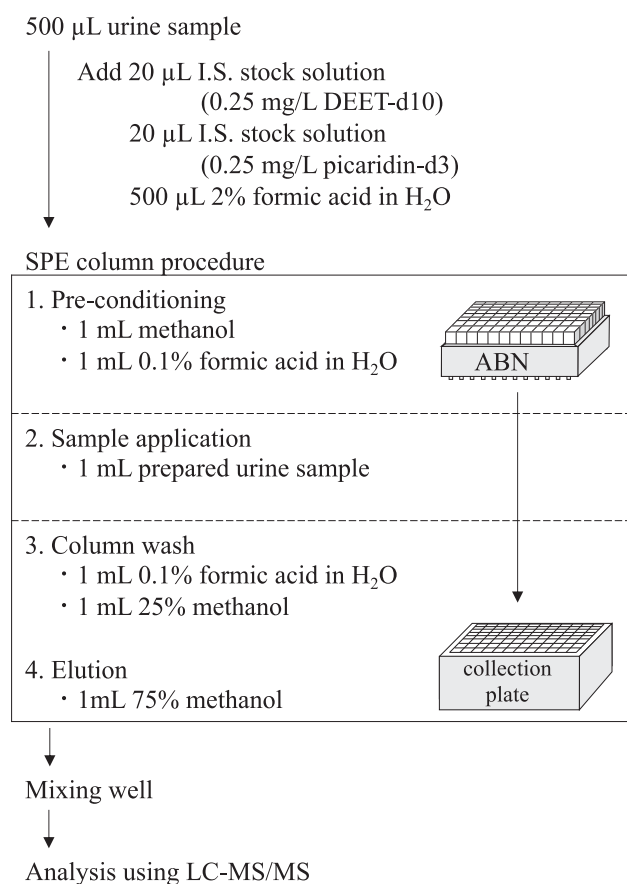 500 µL urine sample
Add 20 µL I.S. stock solution
(0.25 mg/L DEET-d10)
20 µL I.S. stock solution
(0.25 mg/L picaridin-d3)
500 µL 2% formic acid in H₂O
SPE column procedure
1. Pre-conditioning
・1 mL methanol
・1 mL 0.1% formic acid in H₂O
ABN
2. Sample application
・1 mL prepared urine sample
3. Column wash
・1 mL 0.1% formic acid in H₂O
・1 mL 25% methanol
4. Elution
・1mL 75% methanol
collection
plate
Mixing well
Analysis using LC-MS/MS